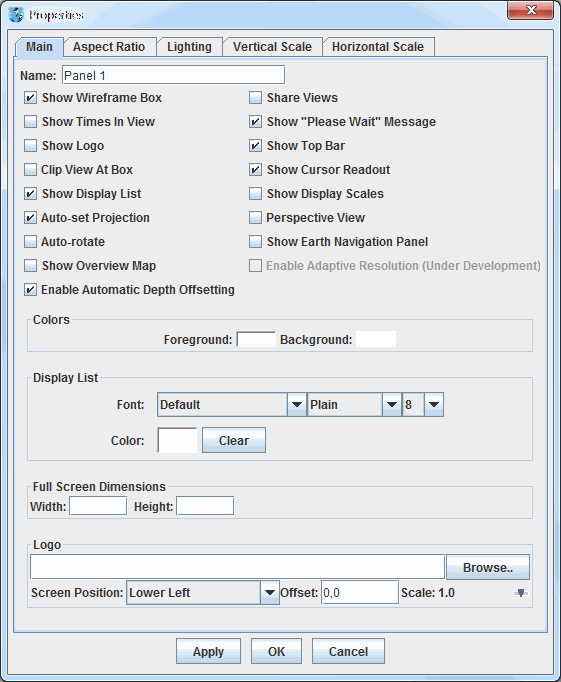 Properties
Main Aspect Ratio Lighting Vertical Scale Horizontal Scale
Name: Panel 1
Show Wireframe Box Share Views
Show Times In View Show "Please Wait" Message
Show Logo Show Top Bar
Clip View At Box Show Cursor Readout
Show Display List Show Display Scales
Auto-set Projection Perspective View
Auto-rotate Show Earth Navigation Panel
Show Overview Map Enable Adaptive Resolution (Under Development)
Enable Automatic Depth Offsetting
Colors
Foreground: Background:
Display List
Font: Default Plain 8
Color: Clear
Full Screen Dimensions
Width: Height:
Logo
Browse..
Screen Position: Lower Left Offset: 0,0 Scale: 1.0
Apply OK Cancel